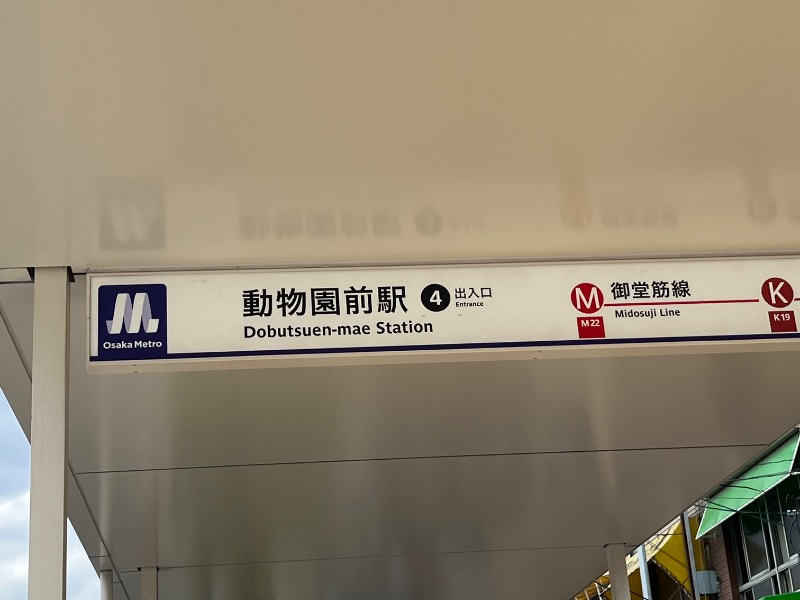 Osaka Metro
動物園前駅
Dobutsuen-mae Station
4
出入口
Entrance
M
M22
御堂筋線
Midosuji Line
K
K19